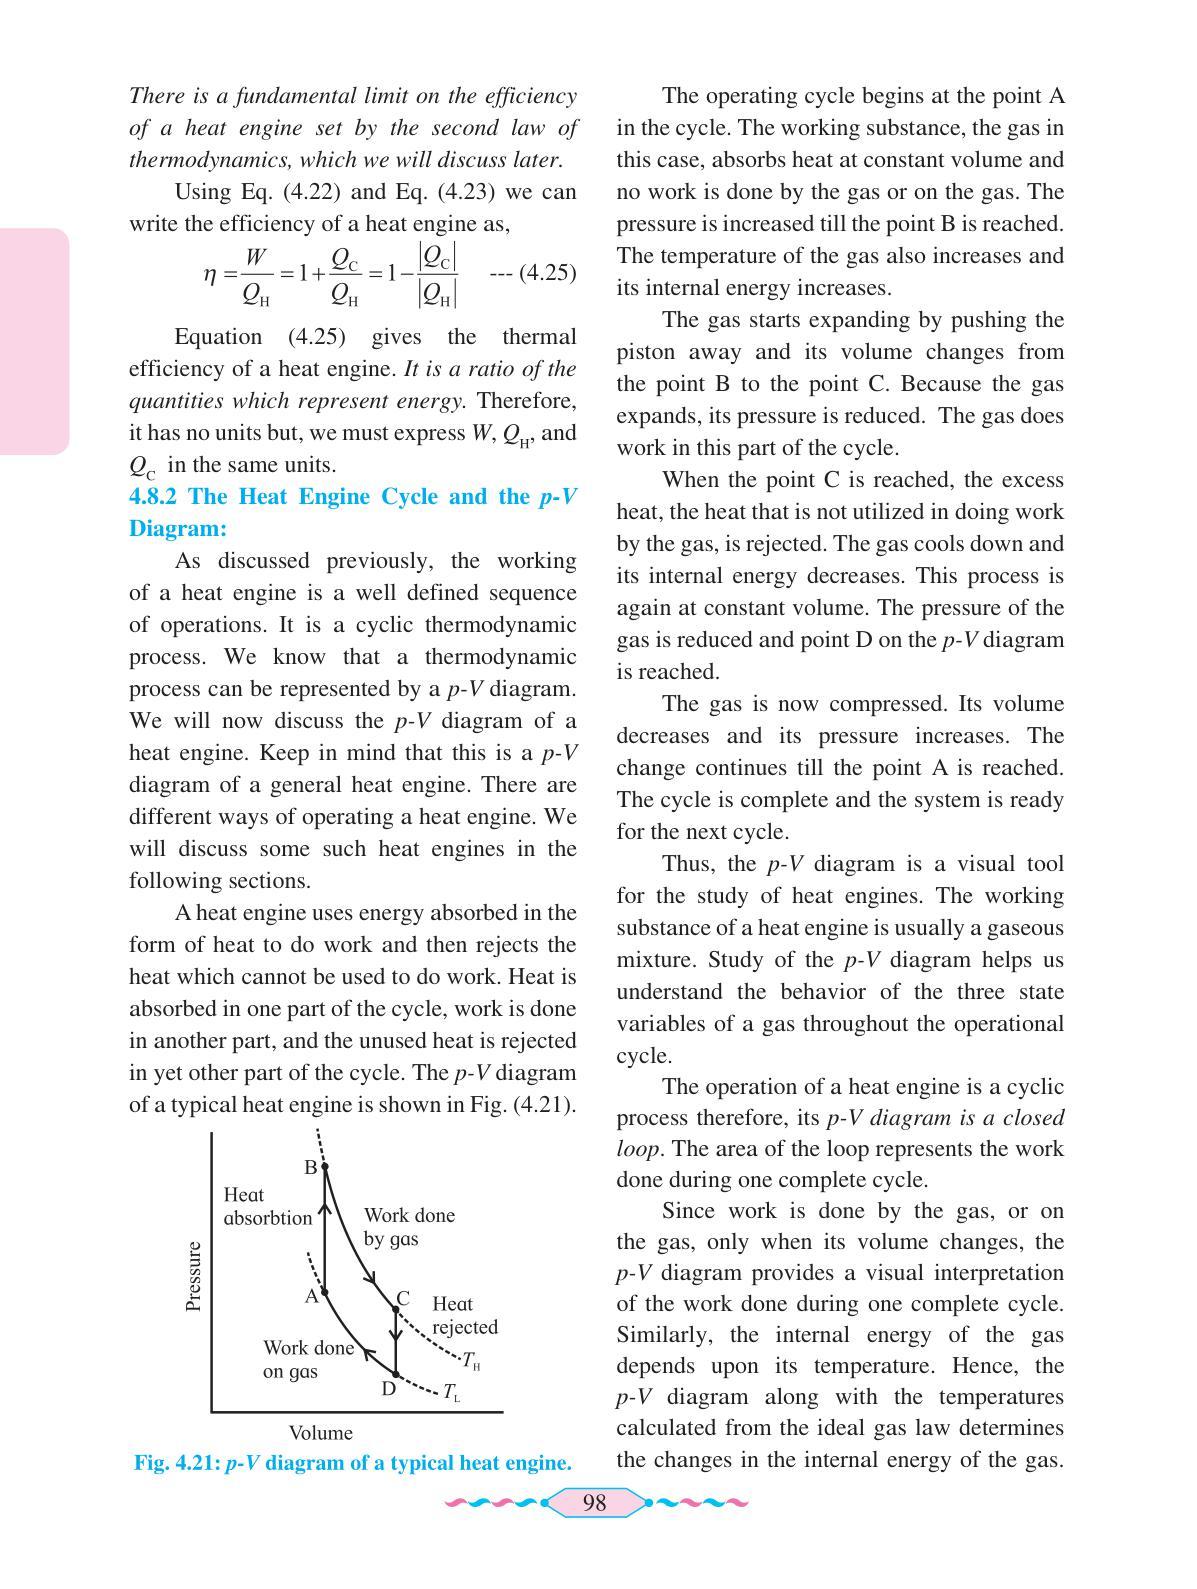 There is a fundamental limit on the efficiency
of a heat engine set by the second law of
thermodynamics, which we will discuss later.
Using Eq. (4.22) and Eq. (4.23) we can
write the efficiency of a heat engine as,
η = W/Q_H = 1 + Q_C/Q_H = 1 − |Q_C|/|Q_H| --- (4.25)
Equation (4.25) gives the thermal
efficiency of a heat engine. It is a ratio of the
quantities which represent energy. Therefore,
it has no units but, we must express W, Q_H, and
Q_C in the same units.
4.8.2 The Heat Engine Cycle and the p-V
Diagram:
As discussed previously, the working
of a heat engine is a well defined sequence
of operations. It is a cyclic thermodynamic
process. We know that a thermodynamic
process can be represented by a p-V diagram.
We will now discuss the p-V diagram of a
heat engine. Keep in mind that this is a p-V
diagram of a general heat engine. There are
different ways of operating a heat engine. We
will discuss some such heat engines in the
following sections.
A heat engine uses energy absorbed in the
form of heat to do work and then rejects the
heat which cannot be used to do work. Heat is
absorbed in one part of the cycle, work is done
in another part, and the unused heat is rejected
in yet other part of the cycle. The p-V diagram
of a typical heat engine is shown in Fig. (4.21).
B
Heat
absorbtion
Work done
by gas
Pressure
A
C
Heat
rejected
Work done
on gas
T_H
D
T_L
Volume
Fig. 4.21: p-V diagram of a typical heat engine.
The operating cycle begins at the point A
in the cycle. The working substance, the gas in
this case, absorbs heat at constant volume and
no work is done by the gas or on the gas. The
pressure is increased till the point B is reached.
The temperature of the gas also increases and
its internal energy increases.
The gas starts expanding by pushing the
piston away and its volume changes from
the point B to the point C. Because the gas
expands, its pressure is reduced. The gas does
work in this part of the cycle.
When the point C is reached, the excess
heat, the heat that is not utilized in doing work
by the gas, is rejected. The gas cools down and
its internal energy decreases. This process is
again at constant volume. The pressure of the
gas is reduced and point D on the p-V diagram
is reached.
The gas is now compressed. Its volume
decreases and its pressure increases. The
change continues till the point A is reached.
The cycle is complete and the system is ready
for the next cycle.
Thus, the p-V diagram is a visual tool
for the study of heat engines. The working
substance of a heat engine is usually a gaseous
mixture. Study of the p-V diagram helps us
understand the behavior of the three state
variables of a gas throughout the operational
cycle.
The operation of a heat engine is a cyclic
process therefore, its p-V diagram is a closed
loop. The area of the loop represents the work
done during one complete cycle.
Since work is done by the gas, or on
the gas, only when its volume changes, the
p-V diagram provides a visual interpretation
of the work done during one complete cycle.
Similarly, the internal energy of the gas
depends upon its temperature. Hence, the
p-V diagram along with the temperatures
calculated from the ideal gas law determines
the changes in the internal energy of the gas.
98